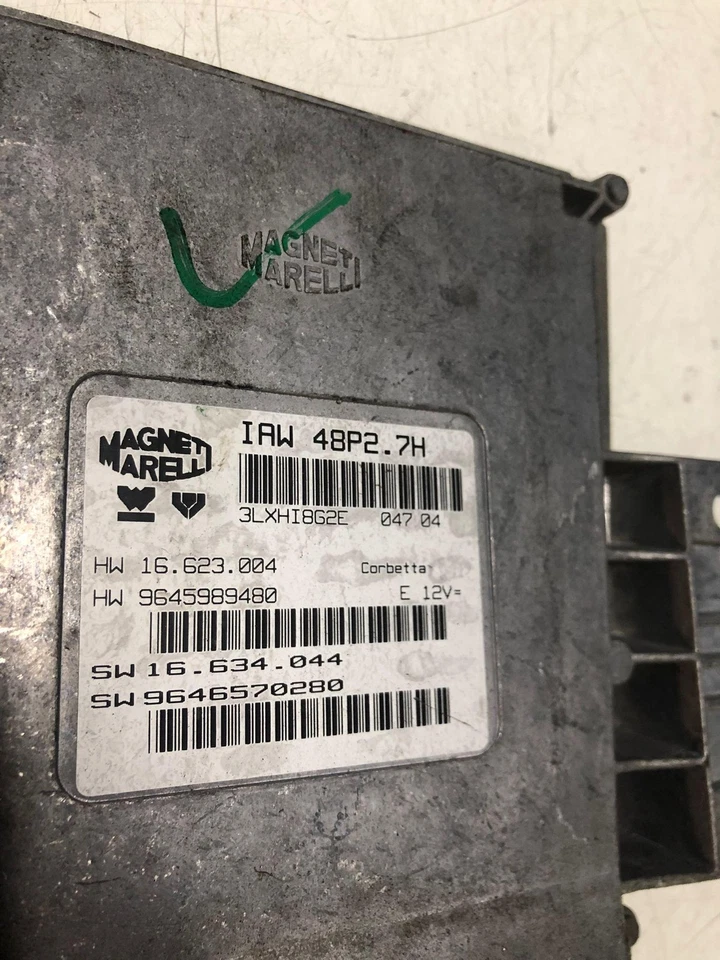 MAGNETI
MARELLI
MAGNETI
MARELLI
IAW 48P2.7H
3LXHI8G2E 047 04
HW 16.623.004 Corbetta
HW 9645989480 E 12V=
SW 16.634.044
SW 9646570280